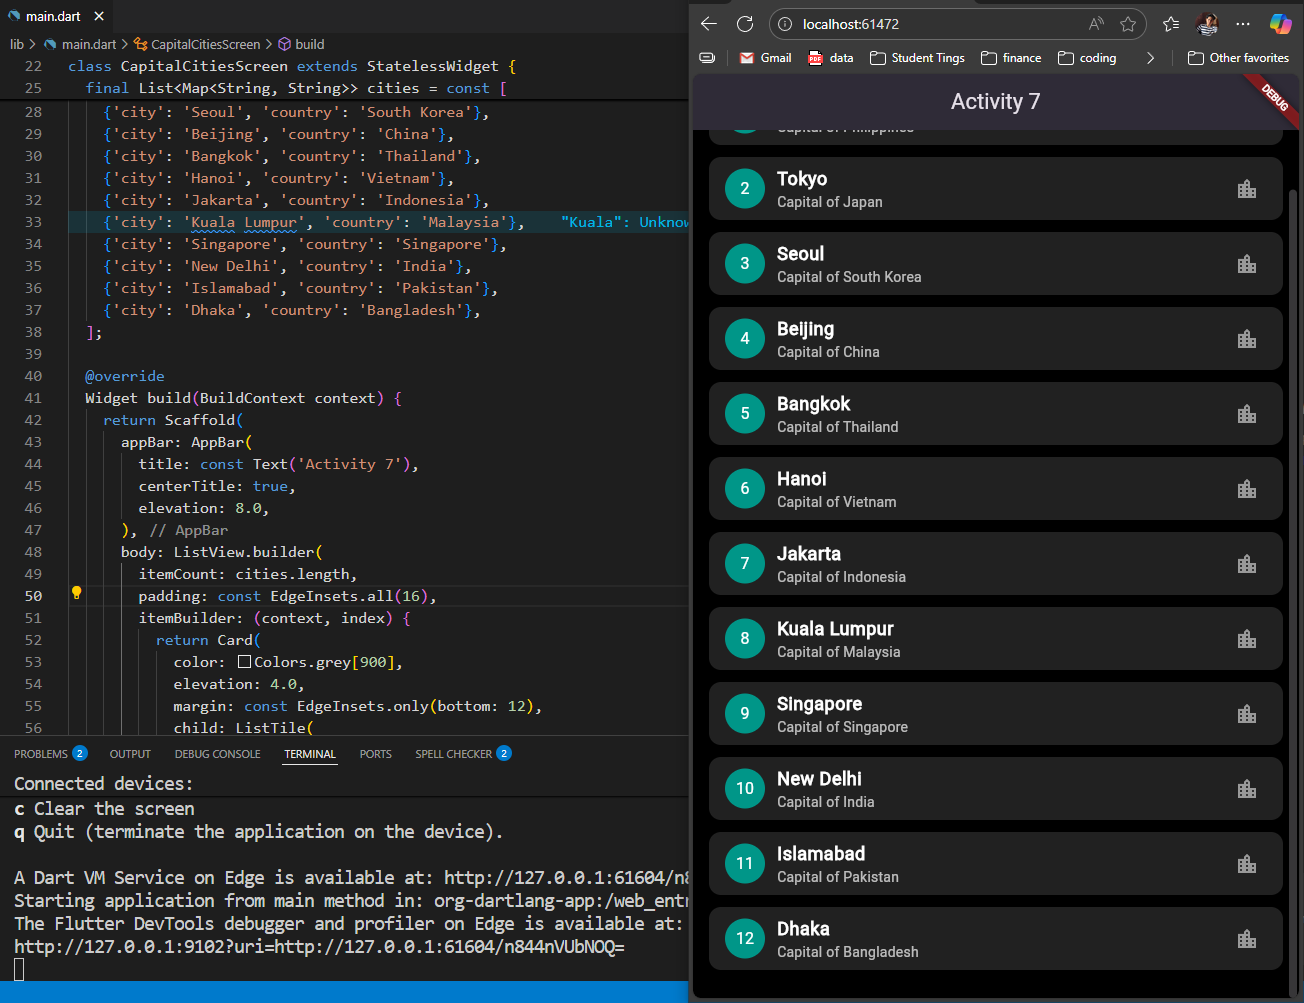 main.dart
lib > main.dart > CapitalCitiesScreen > build
22 class CapitalCitiesScreen extends StatelessWidget {
25 final List<Map<String, String>> cities = const [
28 {'city': 'Seoul', 'country': 'South Korea'},
29 {'city': 'Beijing', 'country': 'China'},
30 {'city': 'Bangkok', 'country': 'Thailand'},
31 {'city': 'Hanoi', 'country': 'Vietnam'},
32 {'city': 'Jakarta', 'country': 'Indonesia'},
33 {'city': 'Kuala Lumpur', 'country': 'Malaysia'}, "Kuala": Unknow
34 {'city': 'Singapore', 'country': 'Singapore'},
35 {'city': 'New Delhi', 'country': 'India'},
36 {'city': 'Islamabad', 'country': 'Pakistan'},
37 {'city': 'Dhaka', 'country': 'Bangladesh'},
38 ];
39
40 @override
41 Widget build(BuildContext context) {
42 return Scaffold(
43 appBar: AppBar(
44 title: const Text('Activity 7'),
45 centerTitle: true,
46 elevation: 8.0,
47 ), // AppBar
48 body: ListView.builder(
49 itemCount: cities.length,
50 padding: const EdgeInsets.all(16),
51 itemBuilder: (context, index) {
52 return Card(
53 color: Colors.grey[900],
54 elevation: 4.0,
55 margin: const EdgeInsets.only(bottom: 12),
56 child: ListTile(
PROBLEMS 2 OUTPUT DEBUG CONSOLE TERMINAL PORTS SPELL CHECKER 2
Connected devices:
c Clear the screen
q Quit (terminate the application on the device).
A Dart VM Service on Edge is available at: http://127.0.0.1:61604/n8
Starting application from main method in: org-dartlang-app:/web_entr
The Flutter DevTools debugger and profiler on Edge is available at:
http://127.0.0.1:9102?uri=http://127.0.0.1:61604/n844nVUbNOQ=
localhost:61472
Gmail PDF data Student Tings finance coding Other favorites
Activity 7
DEBUG
Capital of Philippines
2 Tokyo
Capital of Japan
3 Seoul
Capital of South Korea
4 Beijing
Capital of China
5 Bangkok
Capital of Thailand
6 Hanoi
Capital of Vietnam
7 Jakarta
Capital of Indonesia
8 Kuala Lumpur
Capital of Malaysia
9 Singapore
Capital of Singapore
10 New Delhi
Capital of India
11 Islamabad
Capital of Pakistan
12 Dhaka
Capital of Bangladesh